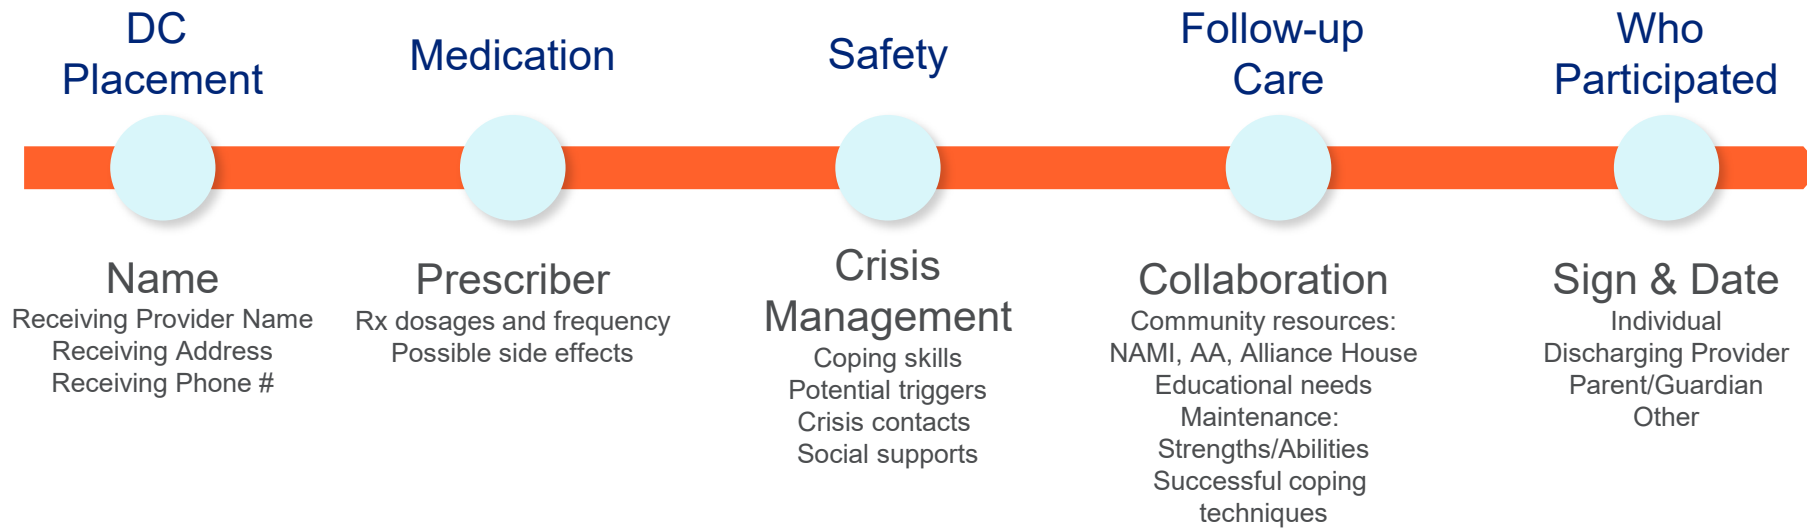 DC
Placement
Medication
Safety
Follow-up
Care
Who
Participated
Name
Receiving Provider Name
Receiving Address
Receiving Phone #
Prescriber
Rx dosages and frequency
Possible side effects
Crisis
Management
Coping skills
Potential triggers
Crisis contacts
Social supports
Collaboration
Community resources:
NAMI, AA, Alliance House
Educational needs
Maintenance:
Strengths/Abilities
Successful coping
techniques
Sign & Date
Individual
Discharging Provider
Parent/Guardian
Other